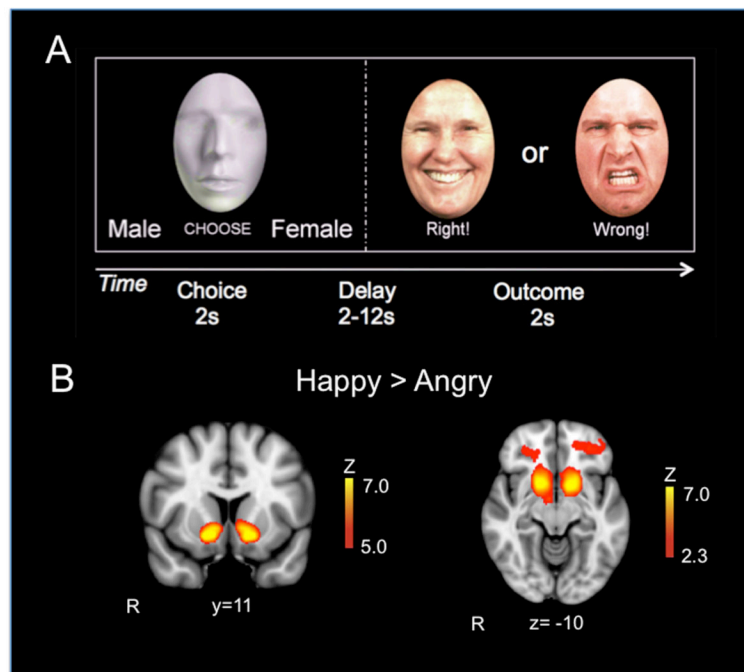 A
Male CHOOSE Female
Right!
or
Wrong!
Time
Choice
2s
Delay
2-12s
Outcome
2s
B
Happy > Angry
Z
7.0
5.0
R
y=11
Z
7.0
2.3
R
z= -10